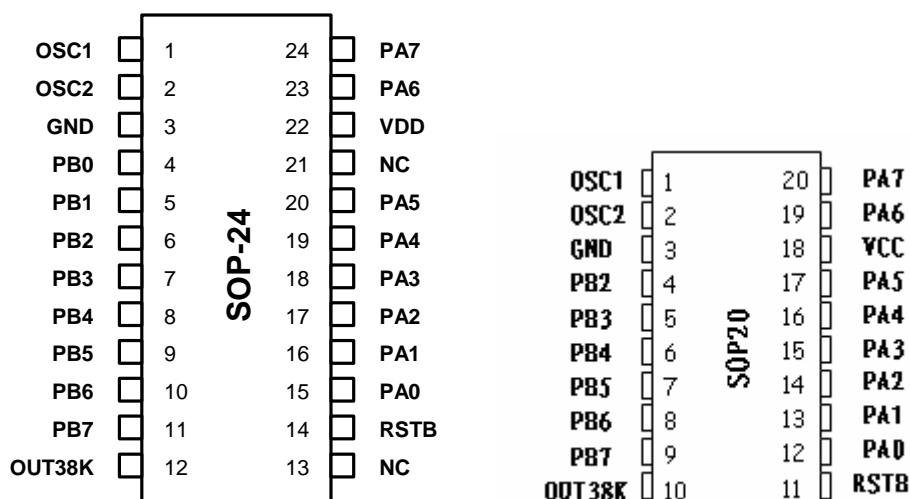 OSC1 1 24 PA7
OSC2 2 23 PA6
GND 3 22 VDD
PB0 4 21 NC
PB1 5 20 PA5
PB2 6 19 PA4
PB3 7 18 PA3
PB4 8 17 PA2
PB5 9 16 PA1
PB6 10 15 PA0
PB7 11 14 RSTB
OUT38K 12 13 NC
SOP-24
OSC1 1 20 PA7
OSC2 2 19 PA6
GND 3 18 VCC
PB2 4 17 PA5
PB3 5 16 PA4
PB4 6 15 PA3
PB5 7 14 PA2
PB6 8 13 PA1
PB7 9 12 PA0
OUT38K 10 11 RSTB
SOP20